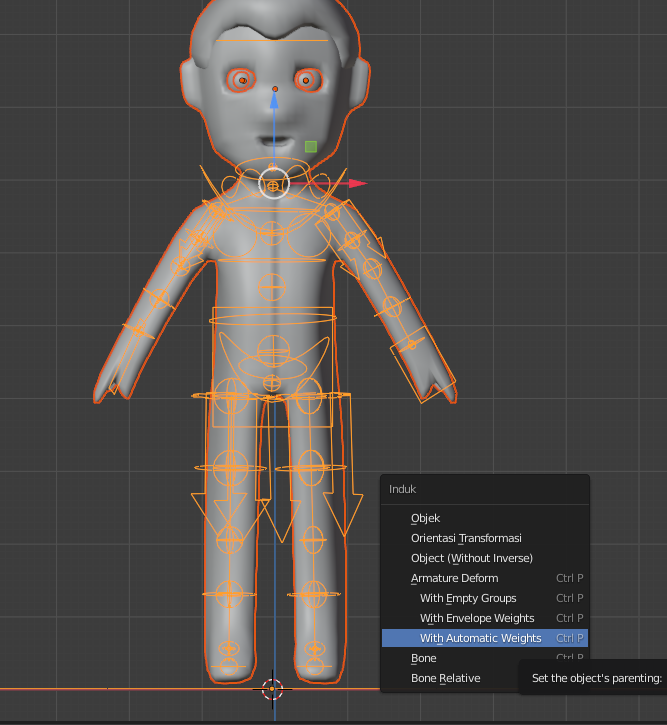 Induk
Objek
Orientasi Transformasi
Object (Without Inverse)
Armature Deform Ctrl P
With Empty Groups Ctrl P
With Envelope Weights Ctrl P
With Automatic Weights Ctrl P
Bone Ctrl P
Bone Relative
Set the object's parenting: